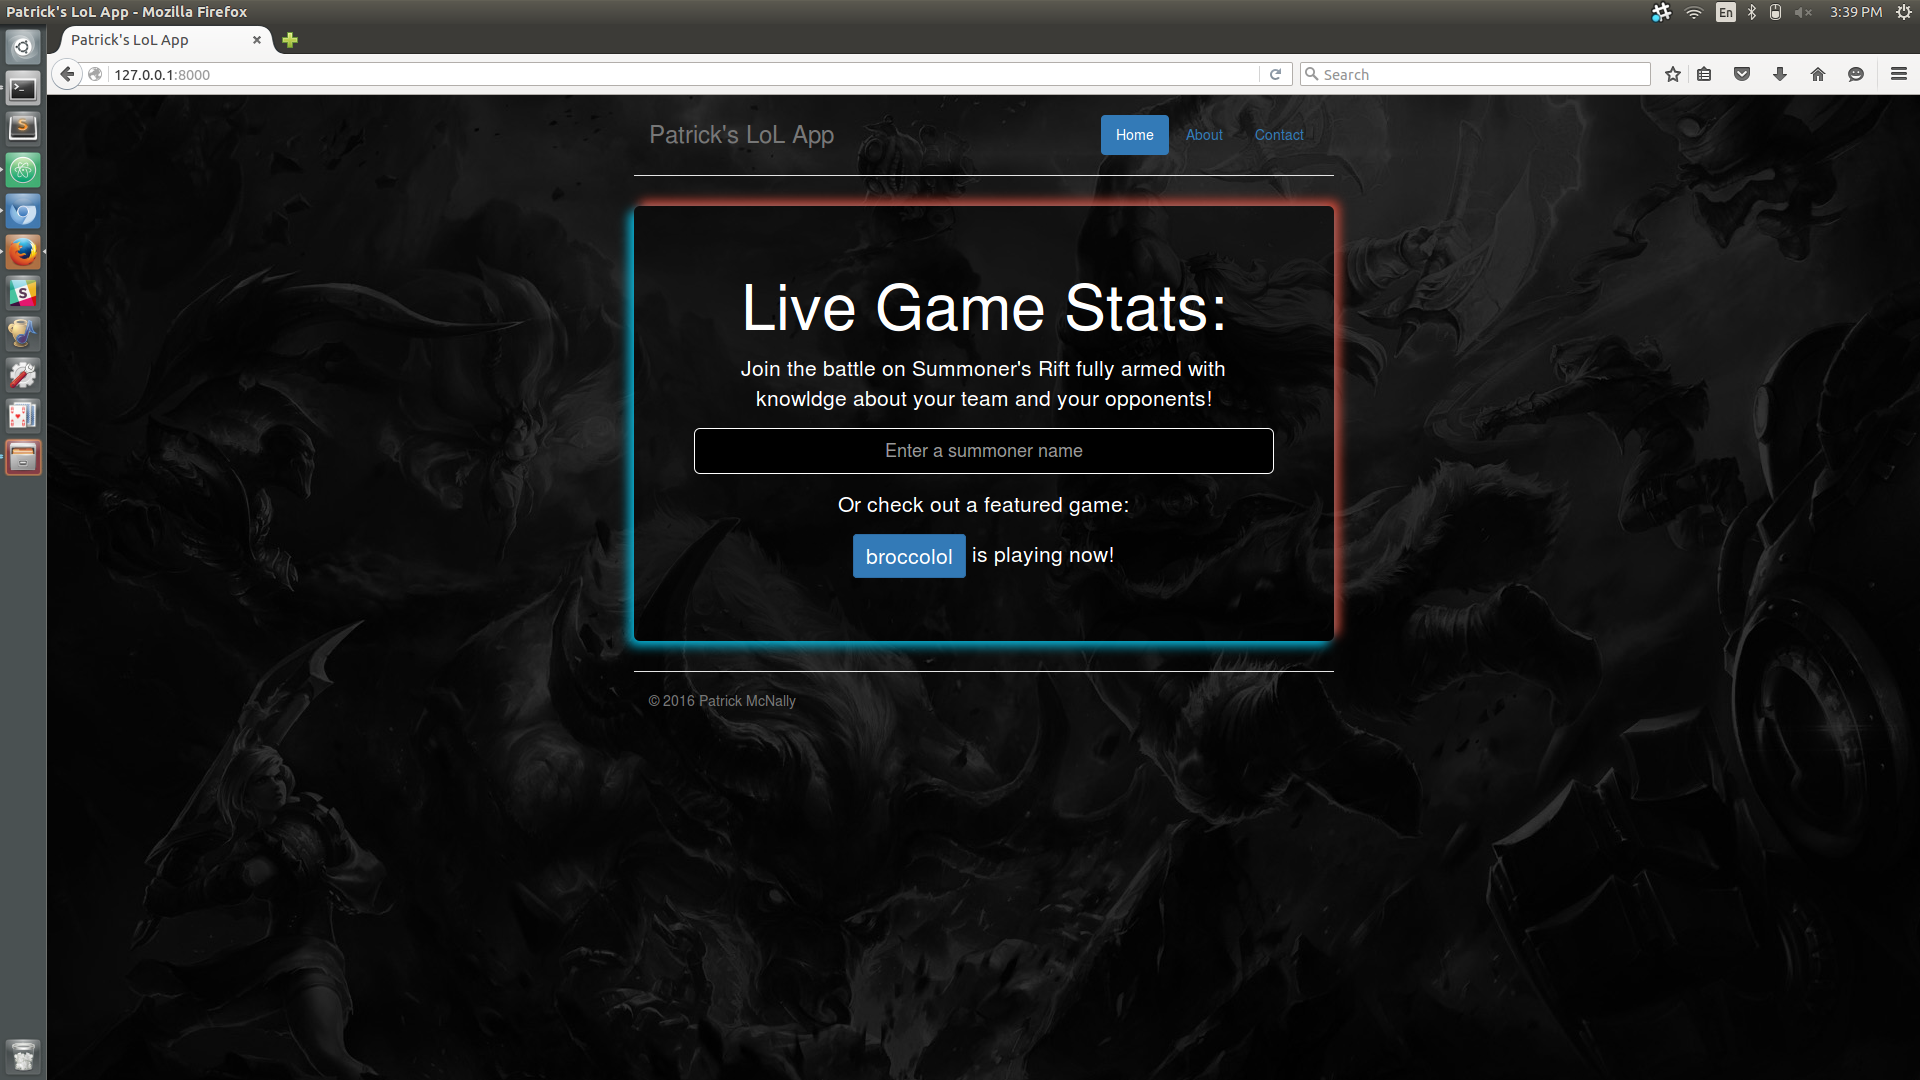 Patrick's LoL App - Mozilla Firefox
En
3:39 PM
Patrick's LoL App
127.0.0.1:8000
Search
Patrick's LoL App
Home
About
Contact
Live Game Stats:
Join the battle on Summoner's Rift fully armed with
knowldge about your team and your opponents!
Enter a summoner name
Or check out a featured game:
broccolol is playing now!
© 2016 Patrick McNally